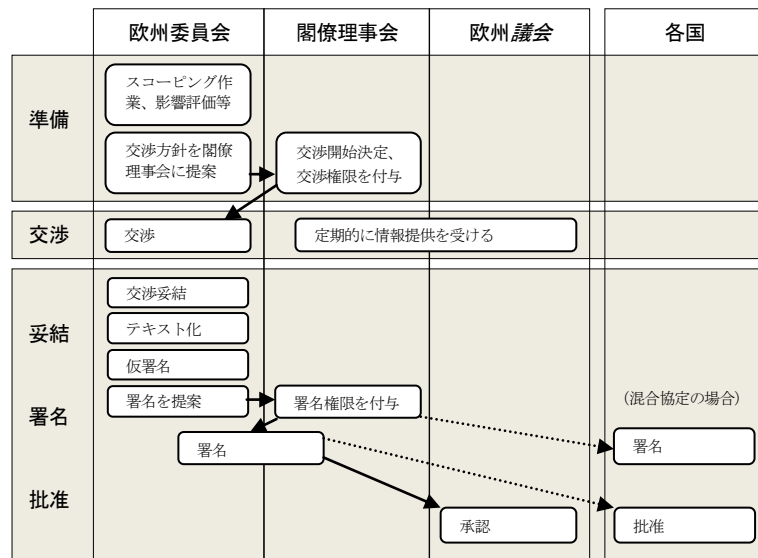 欧州委員会 閣僚理事会 欧州議会 各国
準備
スコーピング作
業、影響評価等
交渉方針を閣僚
理事会に提案
交渉開始決定、
交渉権限を付与
交渉
交渉
定期的に情報提供を受ける
妥結
交渉妥結
テキスト化
仮署名
署名
署名を提案
署名権限を付与
(混合協定の場合)
署名
署名
批准
承認
批准